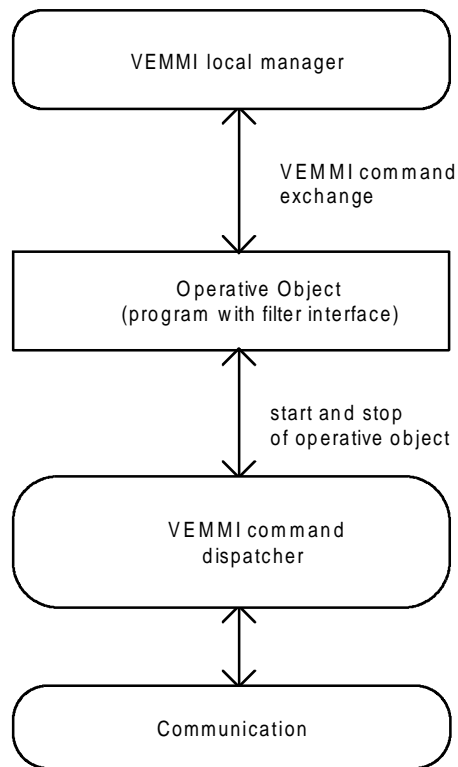 VEMMI local manager
VEMMI command
exchange
Operative Object
(program with filter interface)
start and stop
of operative object
VEMMI command
dispatcher
Communication